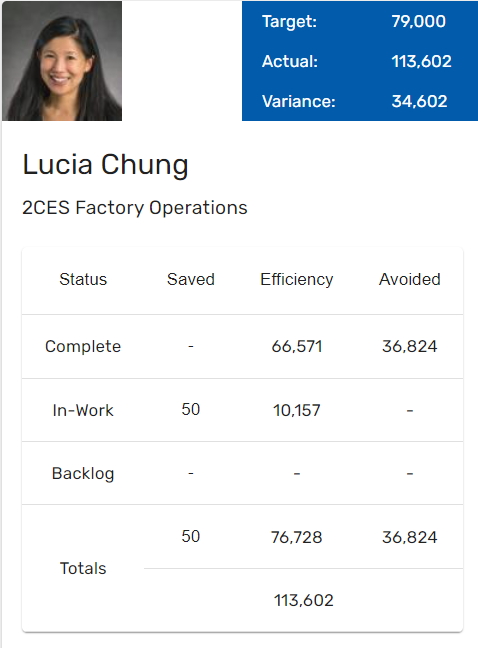 Target: 79,000
Actual: 113,602
Variance: 34,602
Lucia Chung
2CES Factory Operations
Status Saved Efficiency Avoided
Complete - 66,571 36,824
In-Work 50 10,157 -
Backlog - - -
50 76,728 36,824
Totals
113,602